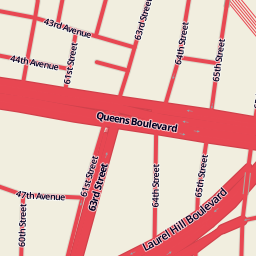 43rd Avenue
63rd Street
64th Street
65th Street
44th Avenue
61st Street
Queens Boulevard
61st Street
63rd Street
64th Street
65th Street
47th Avenue
60th Street
Laurel Hill Boulevard